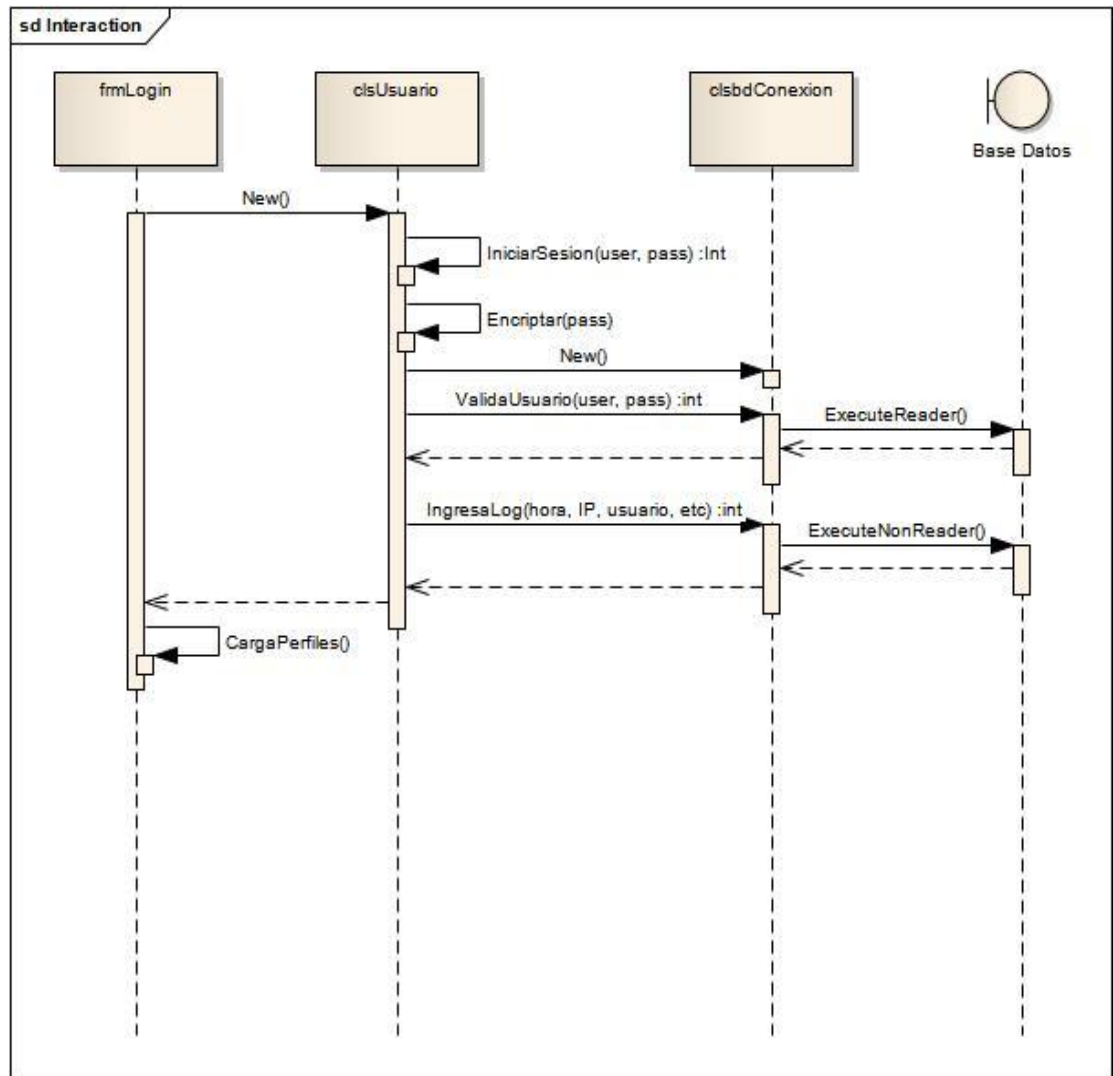 sd Interaction
frmLogin
clsUsuario
clsbdConexion
Base Datos
New()
IniciarSesion(user, pass) :Int
Encriptar(pass)
New()
ValidaUsuario(user, pass) :int
ExecuteReader()
IngresaLog(hora, IP, usuario, etc) :int
ExecuteNonReader()
CargaPerfiles()